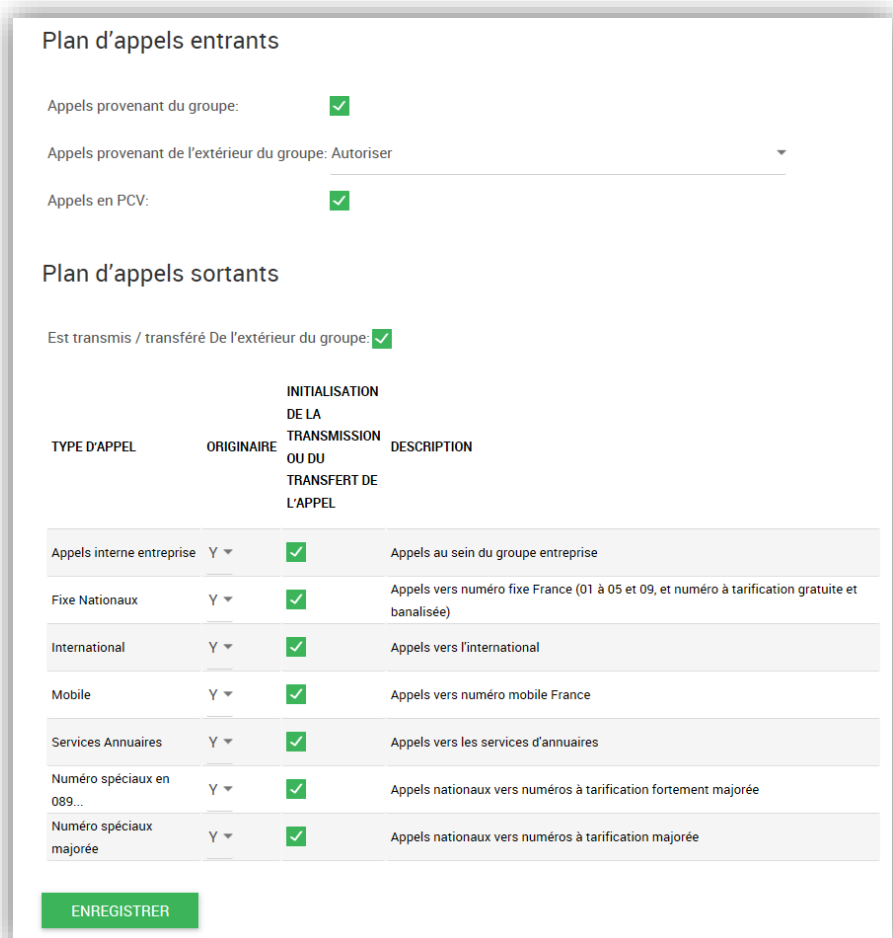 Plan d'appels entrants
Appels provenant du groupe:
Appels provenant de l'extérieur du groupe: Autoriser
Appels en PCV:
Plan d'appels sortants
Est transmis / transféré De l'extérieur du groupe:
TYPE D'APPEL
ORIGINAIRE
INITIALISATION
DE LA
TRANSMISSION
OU DU
TRANSFERT DE
L'APPEL
DESCRIPTION
Appels interne entreprise Y Appels au sein du groupe entreprise
Fixe Nationaux Y Appels vers numéro fixe France (01 à 05 et 09, et numéro à tarification gratuite et
banalisée)
International Y Appels vers l'international
Mobile Y Appels vers numéro mobile France
Services Annuaires Y Appels vers les services d'annuaires
Numéro spéciaux en
089... Y Appels nationaux vers numéros à tarification fortement majorée
Numéro spéciaux
majorée Y Appels nationaux vers numéros à tarification majorée
ENREGISTRER